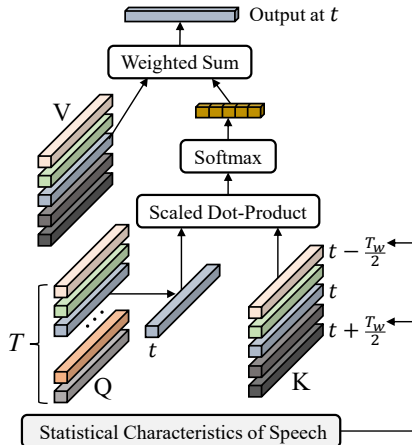 Output at t
Weighted Sum
V
Softmax
Scaled Dot-Product
t - T_w/2
t
t + T_w/2
T
...
t
Q
K
Statistical Characteristics of Speech